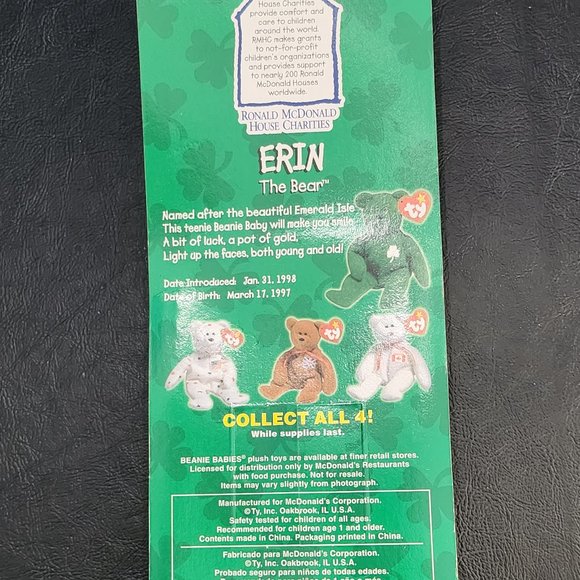 House Charities
provide comfort and
care to children
around the world.
RMHC makes grants
to not-for-profit
children's organizations
and provides support
to nearly 200 Ronald
McDonald Houses
worldwide.
RONALD MCDONALD
HOUSE CHARITIES
ERIN
The Bear™
Named after the beautiful Emerald Isle
This teenie Beanie Baby will make you smile,
A bit of luck, a pot of gold,
Light up the faces, both young and old!
ty
Date Introduced: Jan. 31, 1998
Date of Birth: March 17, 1997
ty
ty
ty
COLLECT ALL 4!
While supplies last.
BEANIE BABIES® plush toys are available at finer retail stores.
Licensed for distribution only by McDonald's Restaurants
with food purchase. Not for resale.
Items may vary slightly from photograph.
Manufactured for McDonald's Corporation.
©Ty, Inc. Oakbrook, IL U.S.A.
Safety tested for children of all ages.
Recommended for children age 1 and older.
Contents made in China. Packaging printed in China.
Fabricado para McDonald's Corporation.
©Ty, Inc. Oakbrook, IL U.S.A.
Probado seguro para niños de todas edades.